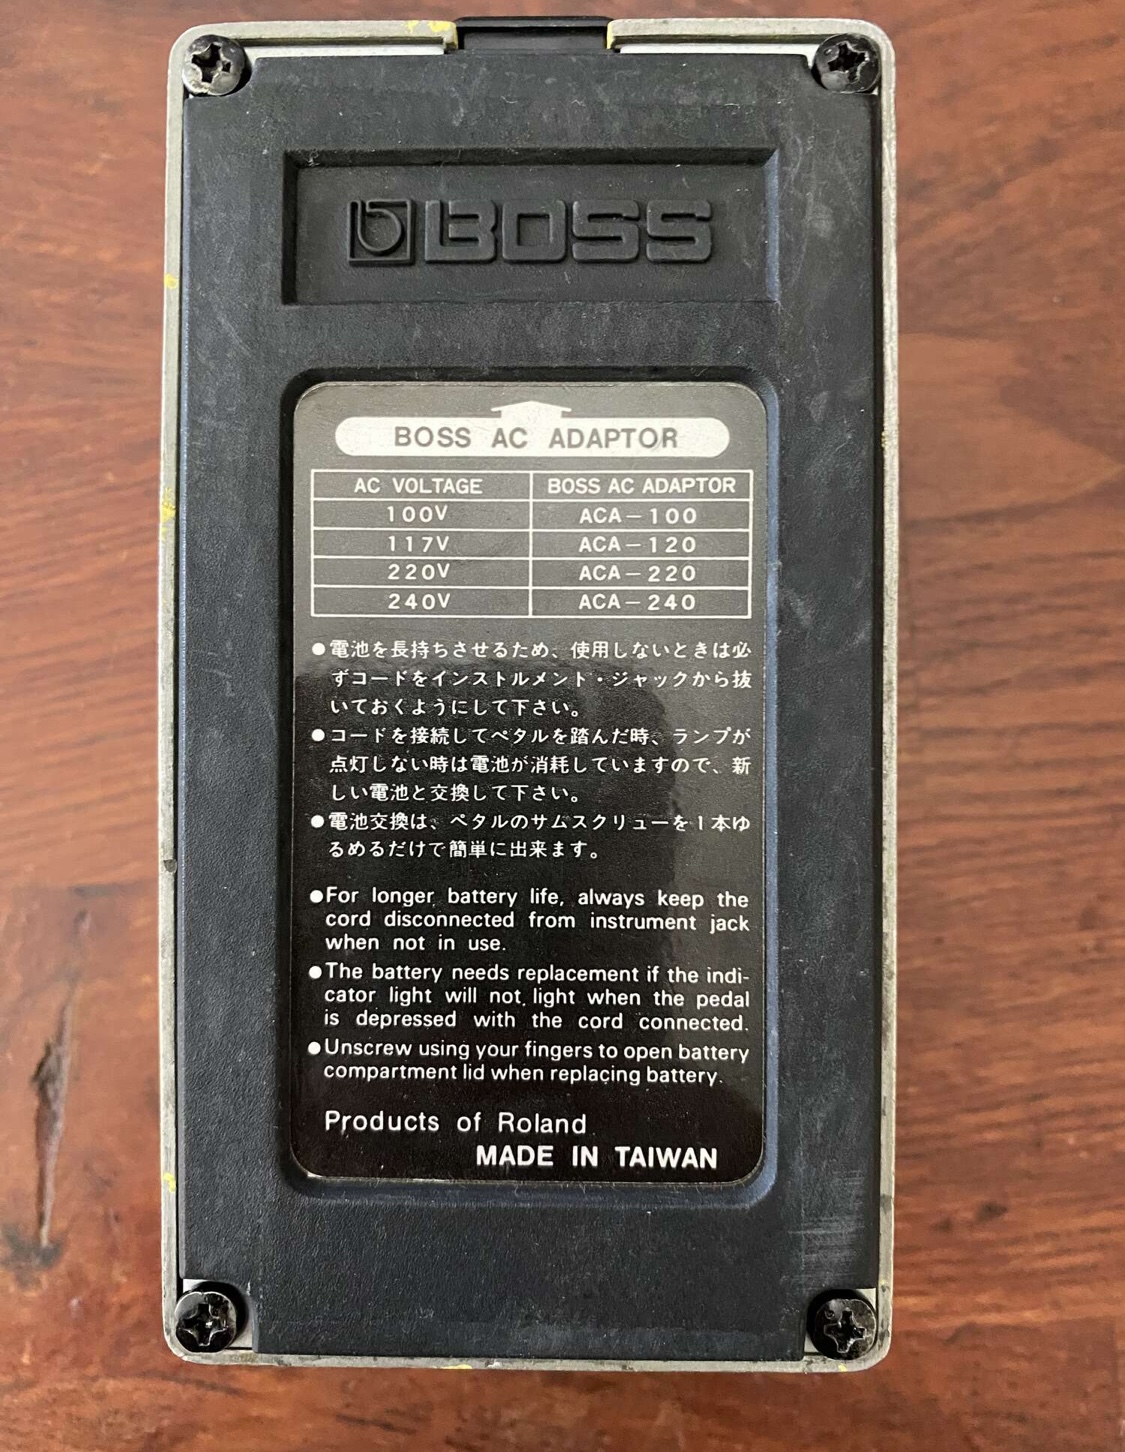 BOSS
BOSS AC ADAPTOR
AC VOLTAGE BOSS AC ADAPTOR
100V ACA-100
117V ACA-120
220V ACA-220
240V ACA-240
●電池を長持ちさせるため、使用しないときは必
ずコードをインストルメント・ジャックから抜
いておくようにして下さい。
●コードを接続してペタルを踏んだ時、ランプが
点灯しない時は電池が消耗していますので、新
しい電池と交換して下さい。
●電池交換は、ペタルのサムスクリューを1本ゆ
るめるだけで簡単に出来ます。
●For longer battery life, always keep the
cord disconnected from instrument jack
when not in use.
●The battery needs replacement if the indi-
cator light will not light when the pedal
is depressed with the cord connected.
●Unscrew using your fingers to open battery
compartment lid when replacing battery.
Products of Roland
MADE IN TAIWAN